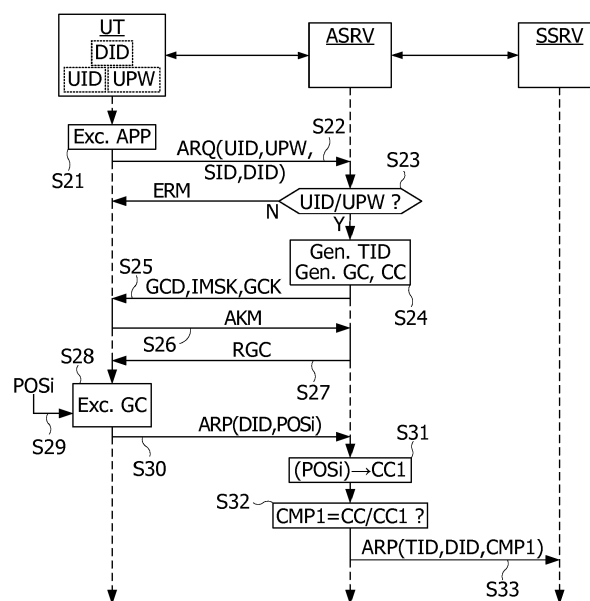 UT
DID
UID UPW
ASRV
SSRV
Exc. APP
S21
ARQ(UID,UPW,
SID,DID)
S22
S23
ERM
N
UID/UPW ?
Y
Gen. TID
Gen. GC, CC
S24
S25
GCD,IMSK,GCK
AKM
S26
RGC
S27
S28
POSi
Exc. GC
S29
ARP(DID,POSi)
S30
S31
(POSi)→CC1
S32
CMP1=CC/CC1 ?
ARP(TID,DID,CMP1)
S33